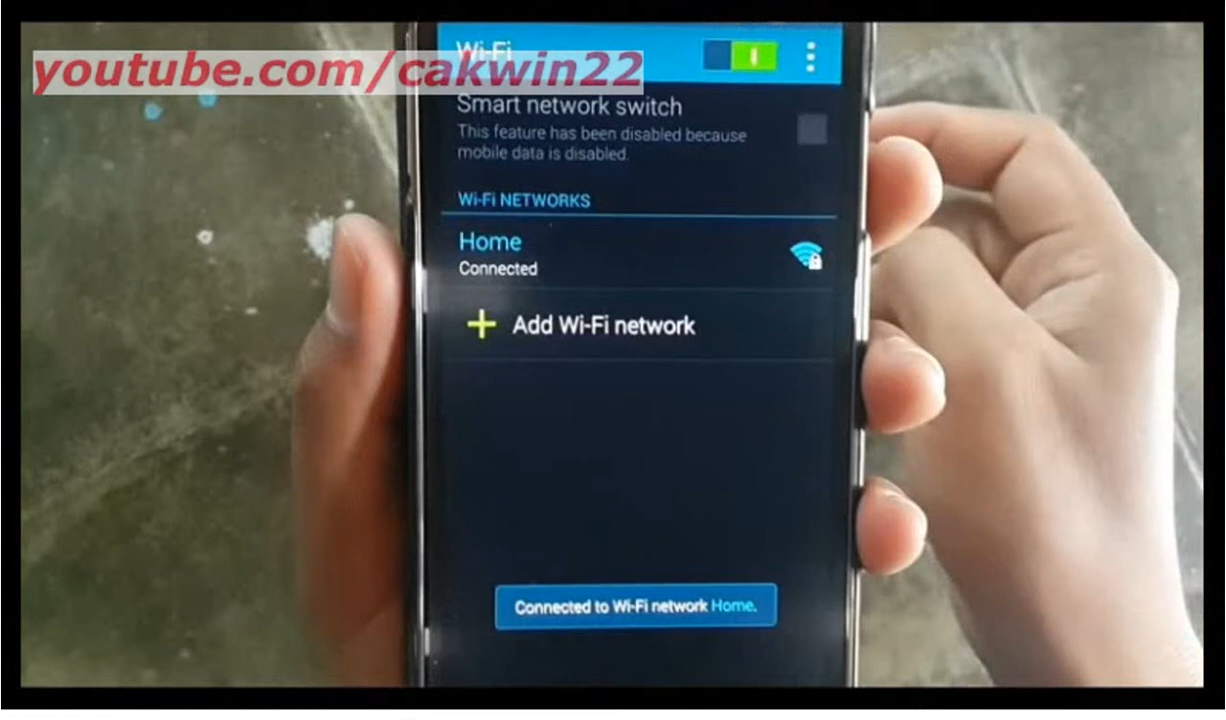 Wi-Fi
youtube.com/cakwin22
Smart network switch
This feature has been disabled because
mobile data is disabled.
Wi-Fi NETWORKS
Home
Connected
Add Wi-Fi network
Connected to Wi-Fi network Home.